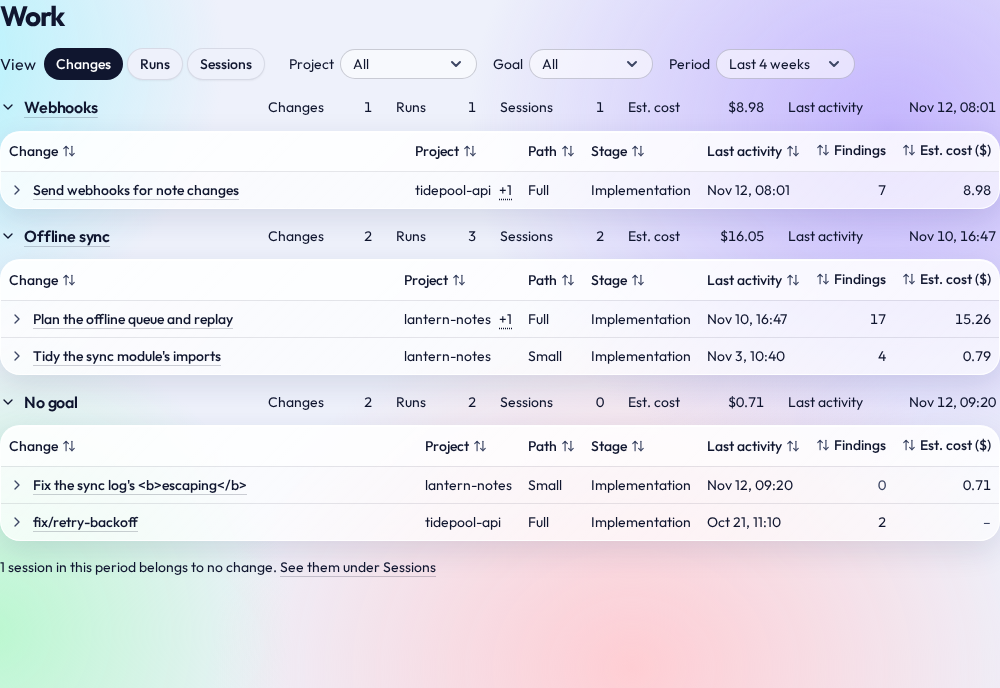 Work
View Changes Runs Sessions Project All Goal All Period Last 4 weeks
Webhooks Changes 1 Runs 1 Sessions 1 Est. cost $8.98 Last activity Nov 12, 08:01
Change Project Path Stage Last activity Findings Est. cost ($)
Send webhooks for note changes tidepool-api +1 Full Implementation Nov 12, 08:01 7 8.98
Offline sync Changes 2 Runs 3 Sessions 2 Est. cost $16.05 Last activity Nov 10, 16:47
Change Project Path Stage Last activity Findings Est. cost ($)
Plan the offline queue and replay lantern-notes +1 Full Implementation Nov 10, 16:47 17 15.26
Tidy the sync module's imports lantern-notes Small Implementation Nov 3, 10:40 4 0.79
No goal Changes 2 Runs 2 Sessions 0 Est. cost $0.71 Last activity Nov 12, 09:20
Change Project Path Stage Last activity Findings Est. cost ($)
Fix the sync log's <b>escaping</b> lantern-notes Small Implementation Nov 12, 09:20 0 0.71
fix/retry-backoff tidepool-api Full Implementation Oct 21, 11:10 2 –
1 session in this period belongs to no change. See them under Sessions